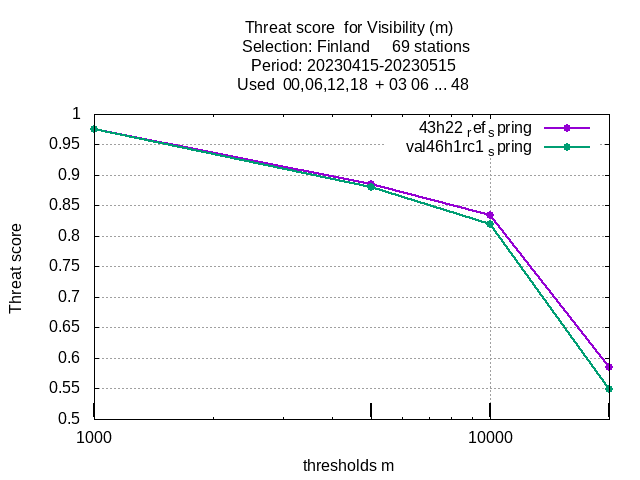 Threat score  for Visibility (m)
Selection: Finland     69 stations
Period: 20230415-20230515
Used  00,06,12,18  + 03 06 ... 48
43h22 ref spring
val46h1rc1 spring
1
0.95
0.9
0.85
0.8
0.75
0.7
0.65
0.6
0.55
0.5
Threat score
1000
10000
thresholds m